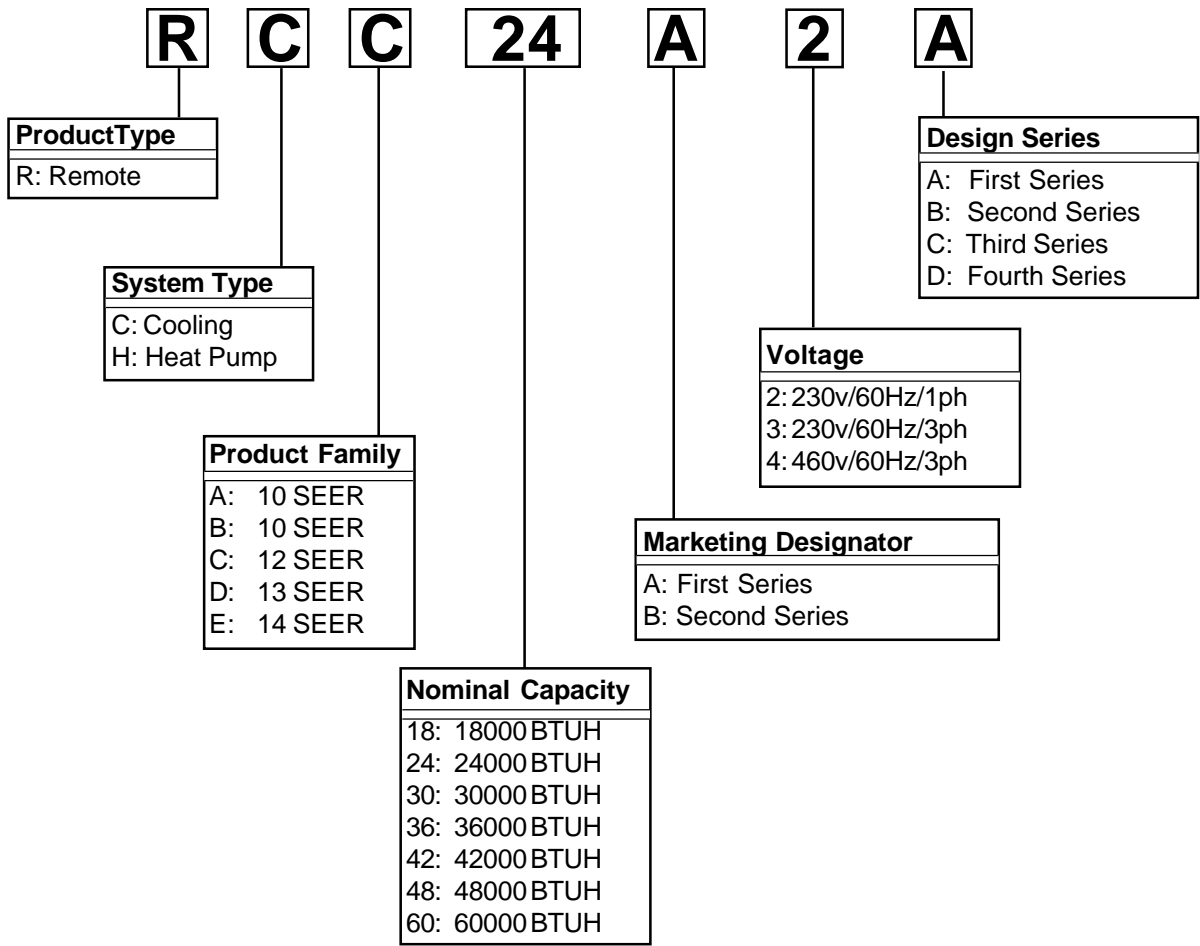 R C C 24 A 2 A
ProductType
R: Remote
System Type
C: Cooling
H: Heat Pump
Product Family
A: 10 SEER
B: 10 SEER
C: 12 SEER
D: 13 SEER
E: 14 SEER
Nominal Capacity
18: 18000 BTUH
24: 24000 BTUH
30: 30000 BTUH
36: 36000 BTUH
42: 42000 BTUH
48: 48000 BTUH
60: 60000 BTUH
Marketing Designator
A: First Series
B: Second Series
Voltage
2: 230v/60Hz/1ph
3: 230v/60Hz/3ph
4: 460v/60Hz/3ph
Design Series
A: First Series
B: Second Series
C: Third Series
D: Fourth Series